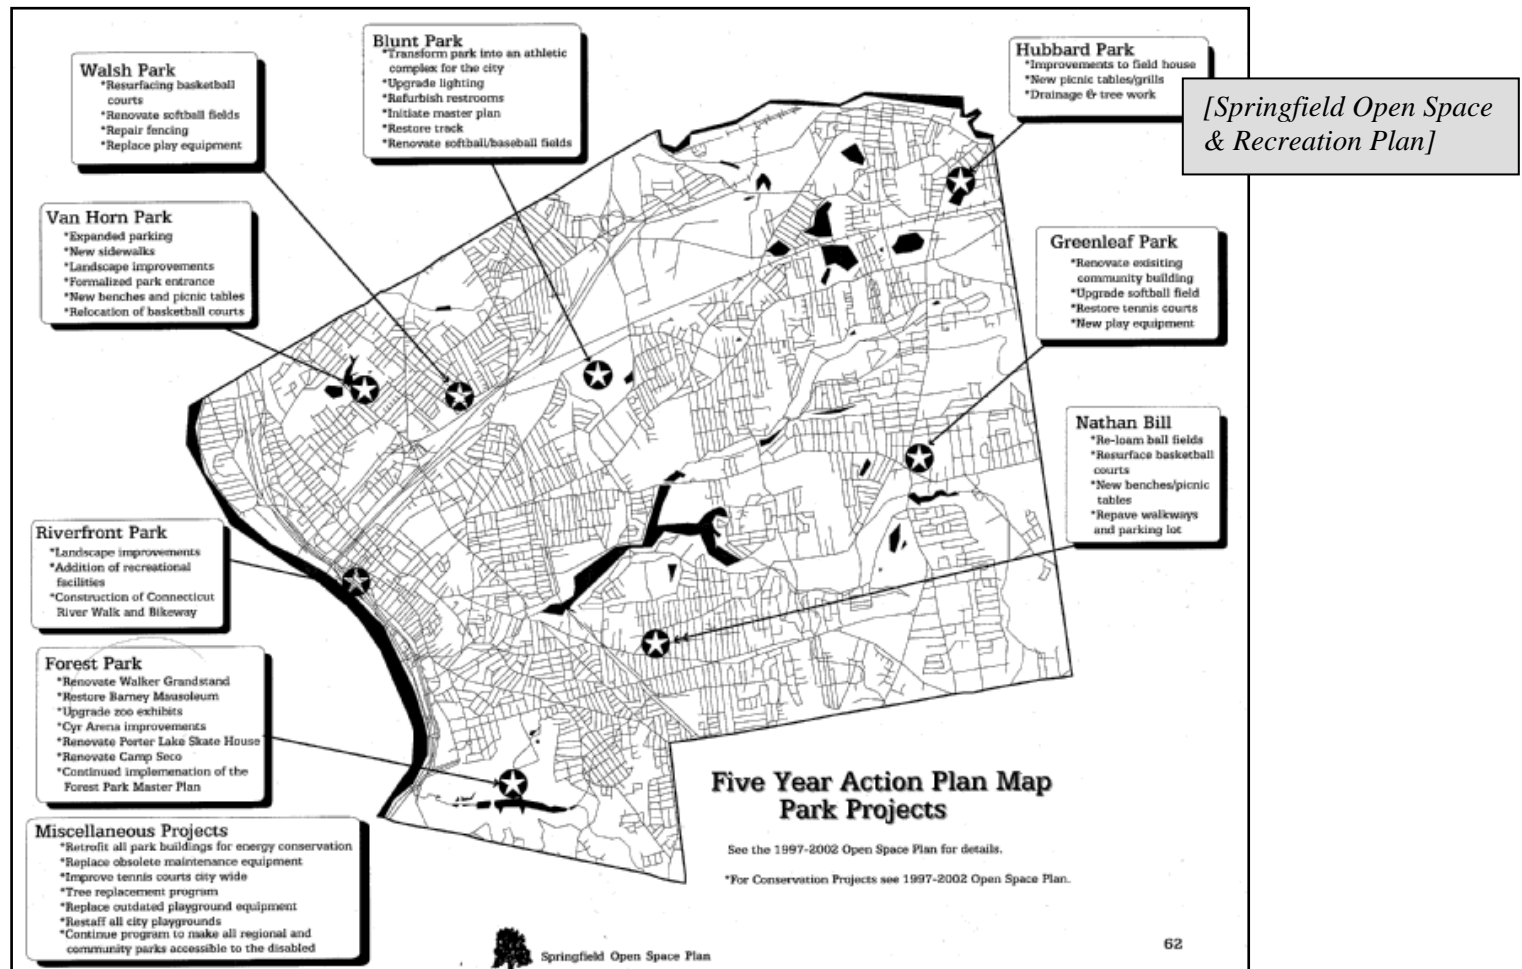 Walsh Park
*Resurfacing basketball
courts
*Renovate softball fields
*Repair fencing
*Replace play equipment
Blunt Park
*Transform park into an athletic
complex for the city
*Upgrade lighting
*Refurbish restrooms
*Initiate master plan
*Restore track
*Renovate softball/baseball fields
Hubbard Park
*Improvements to field house
*New picnic tables/grills
*Drainage & tree work
[Springfield Open Space
& Recreation Plan]
Van Horn Park
*Expanded parking
*New sidewalks
*Landscape improvements
*Formalized park entrance
*New benches and picnic tables
*Relocation of basketball courts
Greenleaf Park
*Renovate exisiting
community building
*Upgrade softball field
*Restore tennis courts
*New play equipment
Nathan Bill
*Re-loam ball fields
*Resurface basketball
courts
*New benches/picnic
tables
*Repave walkways
and parking lot
Riverfront Park
*Landscape improvements
*Addition of recreational
facilities
*Construction of Connecticut
River Walk and Bikeway
Forest Park
*Renovate Walker Grandstand
*Restore Barney Mausoleum
*Upgrade zoo exhibits
*Cyr Arena improvements
*Renovate Porter Lake Skate House
*Renovate Camp Seco
*Continued implemenation of the
Forest Park Master Plan
Miscellaneous Projects
*Retrofit all park buildings for energy conservation
*Replace obsolete maintenance equipment
*Improve tennis courts city wide
*Tree replacement program
*Replace outdated playground equipment
*Restaff all city playgrounds
*Continue program to make all regional and
community parks accessible to the disabled
Five Year Action Plan Map
Park Projects
See the 1997-2002 Open Space Plan for details.
*For Conservation Projects see 1997-2002 Open Space Plan.
Springfield Open Space Plan
62